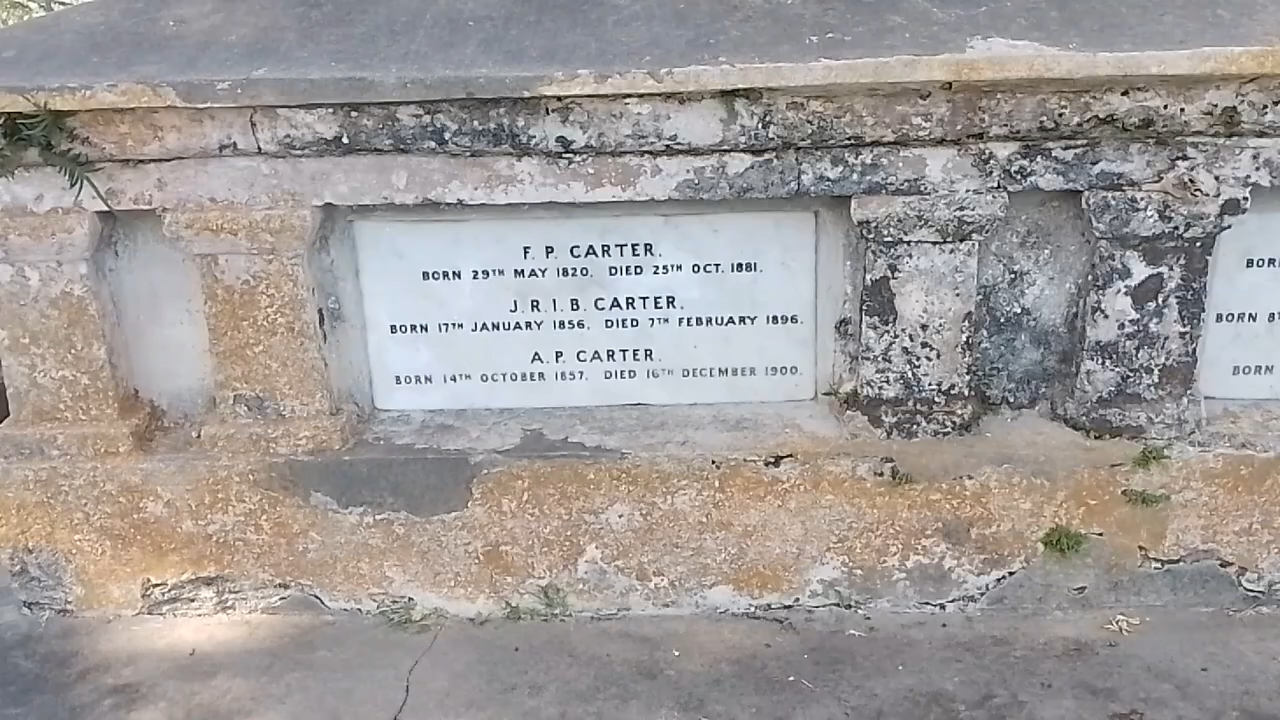 F. P. CARTER.
BORN 29TH MAY 1820. DIED 25TH OCT. 1881.
J. R. I. B. CARTER.
BORN 17TH JANUARY 1856. DIED 7TH FEBRUARY 1896.
A. P. CARTER.
BORN 14TH OCTOBER 1857. DIED 16TH DECEMBER 1900.
BORN
BORN